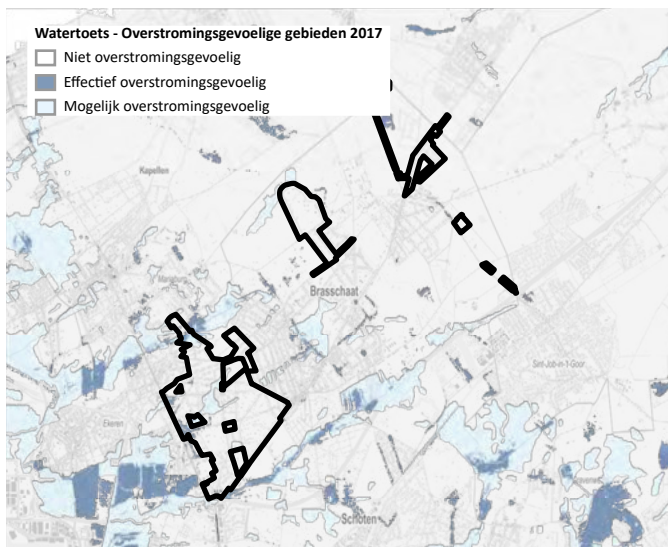 Watertoets - Overstromingsgevoelige gebieden 2017
Niet overstromingsgevoelig
Effectief overstromingsgevoelig
Mogelijk overstromingsgevoelig
Kapellen
Brasschaat
Sint-Job-in-'t-Goor
Ekeren
Schoten